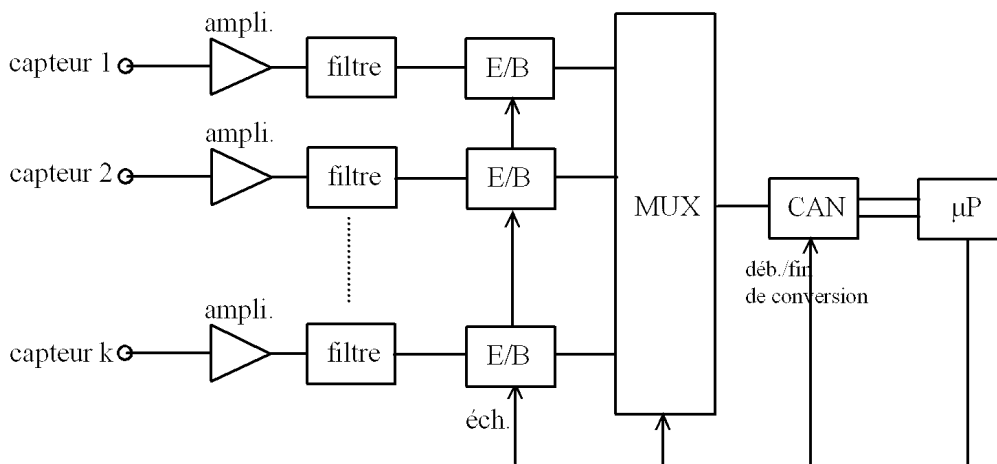 ampli.
capteur 1
filtre
E/B
ampli.
capteur 2
filtre
E/B
MUX
CAN
µP
déb./fin
de conversion
ampli.
capteur k
filtre
E/B
éch.